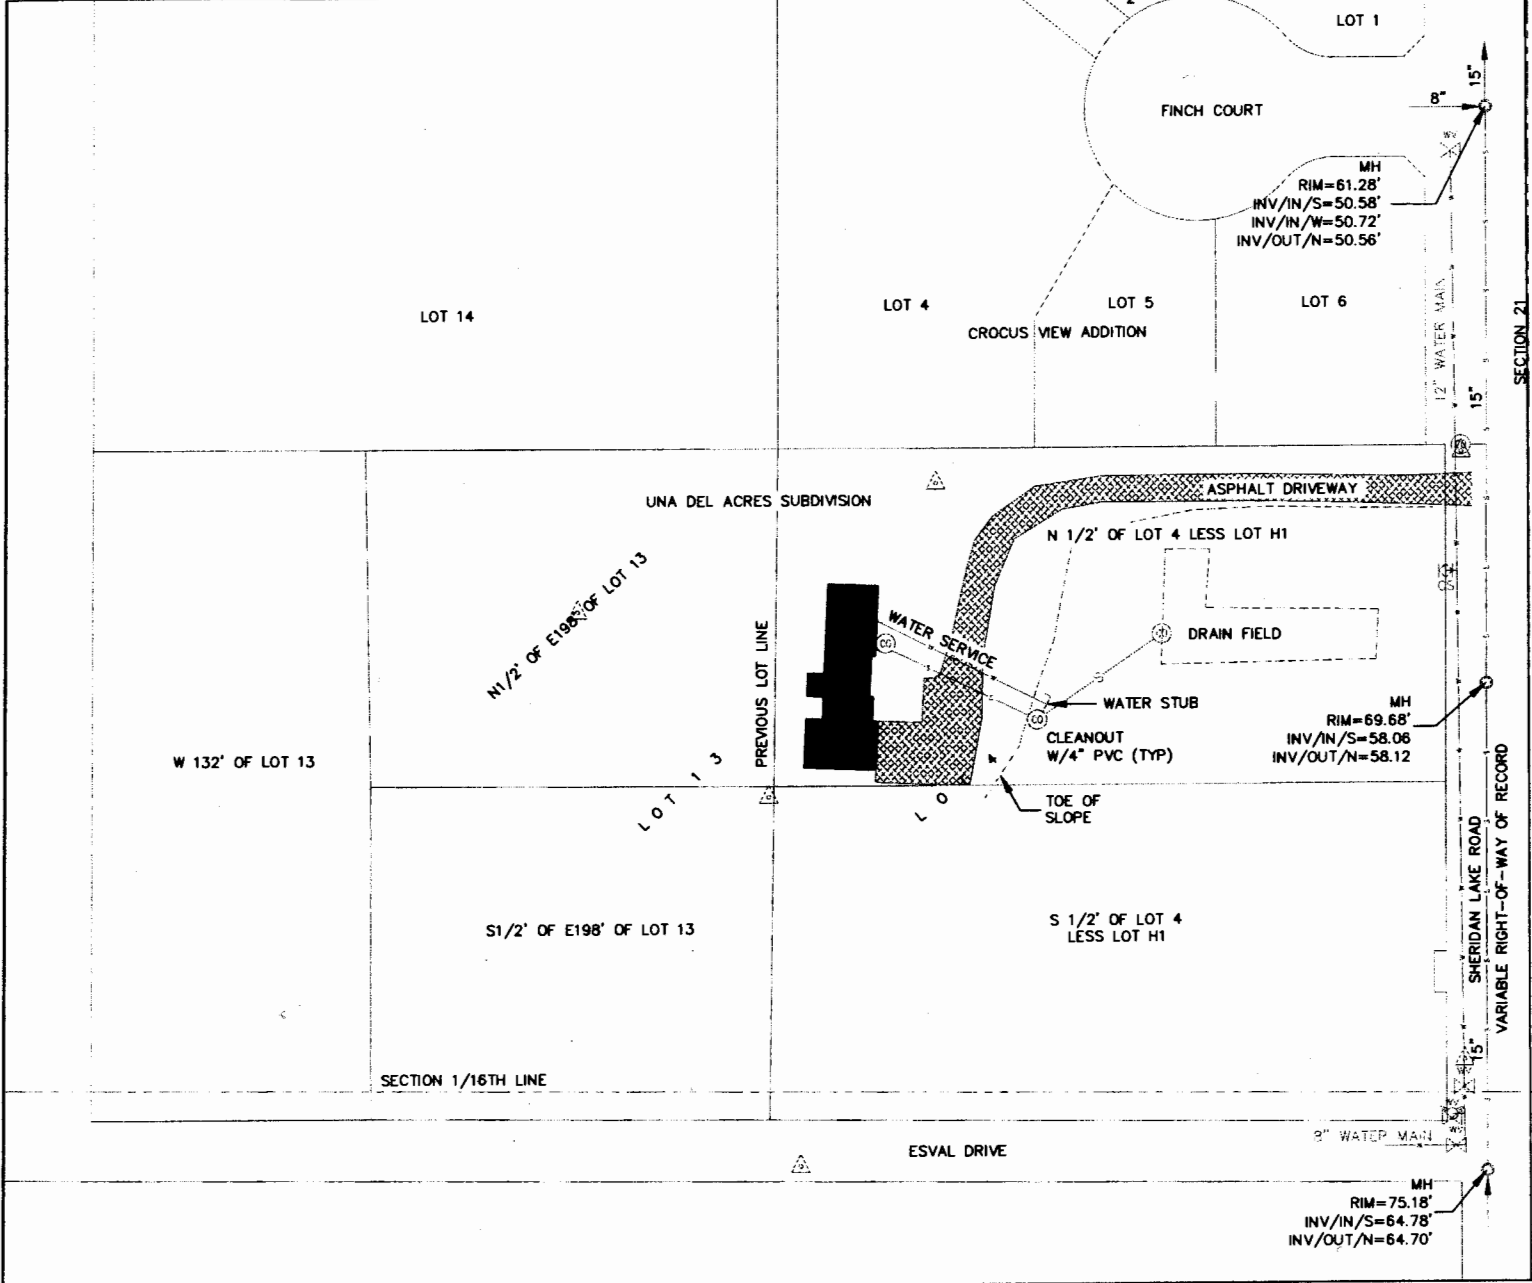 LOT 1
FINCH COURT
8"
15"
WV
MH
RIM=61.28'
INV/IN/S=50.58'
INV/IN/W=50.72'
INV/OUT/N=50.56'
LOT 14
LOT 4
LOT 5
LOT 6
CROCUS VIEW ADDITION
12" WATER MAIN
15"
SECTION 21
UNA DEL ACRES SUBDIVISION
ASPHALT DRIVEWAY
N 1/2' OF LOT 4 LESS LOT H1
N1/2' OF E198' OF LOT 13
PREVIOUS LOT LINE
WATER SERVICE
CO
DRAIN FIELD
CS
S
WATER STUB
CO
CLEANOUT
W/4" PVC (TYP)
MH
RIM=69.68'
INV/IN/S=58.06
INV/OUT/N=58.12
W 132' OF LOT 13
LOT 13
LO
TOE OF
SLOPE
S1/2' OF E198' OF LOT 13
S 1/2' OF LOT 4
LESS LOT H1
SHERIDAN LAKE ROAD
VARIABLE RIGHT-OF-WAY OF RECORD
15"
SECTION 1/16TH LINE
8" WATER MAIN
ESVAL DRIVE
MH
RIM=75.18'
INV/IN/S=64.78'
INV/OUT/N=64.70'